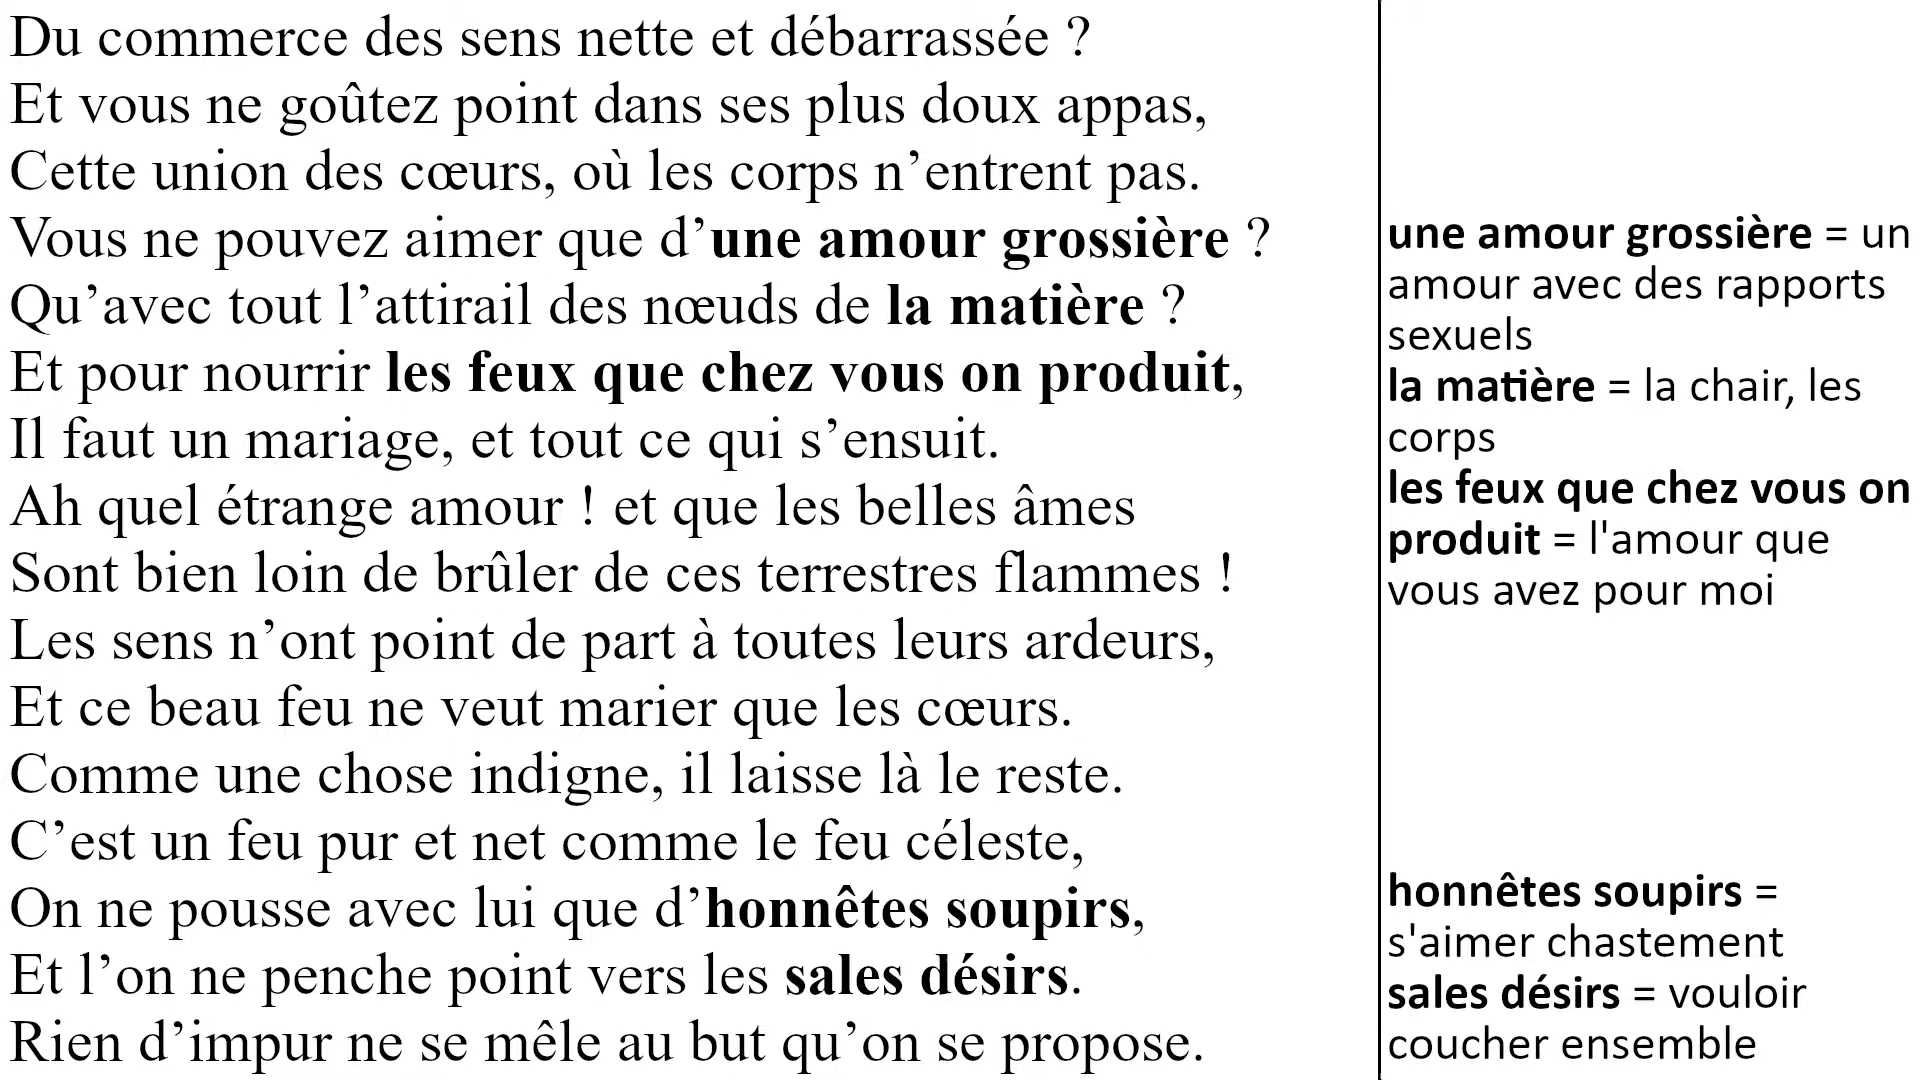 Du commerce des sens nette et débarrassée ?
Et vous ne goûtez point dans ses plus doux appas,
Cette union des cœurs, où les corps n’entrent pas.
Vous ne pouvez aimer que d’une amour grossière ?
Qu’avec tout l’attirail des nœuds de la matière ?
Et pour nourrir les feux que chez vous on produit,
Il faut un mariage, et tout ce qui s’ensuit.
Ah quel étrange amour ! et que les belles âmes
Sont bien loin de brûler de ces terrestres flammes !
Les sens n’ont point de part à toutes leurs ardeurs,
Et ce beau feu ne veut marier que les cœurs.
Comme une chose indigne, il laisse là le reste.
C’est un feu pur et net comme le feu céleste,
On ne pousse avec lui que d’honnêtes soupirs,
Et l’on ne penche point vers les sales désirs.
Rien d’impur ne se mêle au but qu’on se propose.
une amour grossière = un
amour avec des rapports
sexuels
la matière = la chair, les
corps
les feux que chez vous on
produit = l'amour que
vous avez pour moi
honnêtes soupirs =
s'aimer chastement
sales désirs = vouloir
coucher ensemble